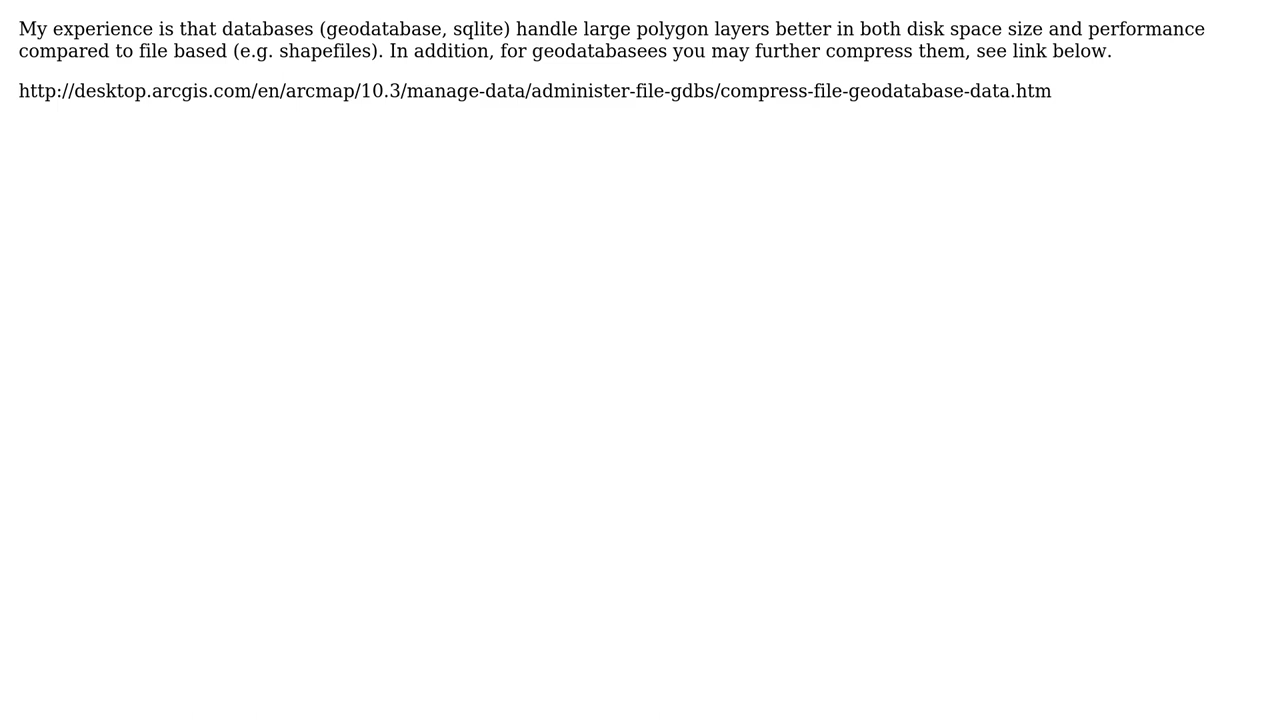 My experience is that databases (geodatabase, sqlite) handle large polygon layers better in both disk space size and performance
compared to file based (e.g. shapefiles). In addition, for geodatabasees you may further compress them, see link below.
http://desktop.arcgis.com/en/arcmap/10.3/manage-data/administer-file-gdbs/compress-file-geodatabase-data.htm